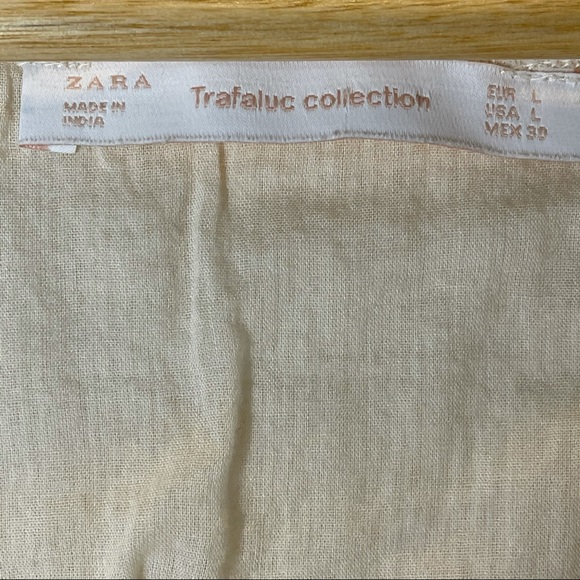 ZARA
MADE IN
INDIA
Trafaluc collection
EUR L
USA L
MEX 30